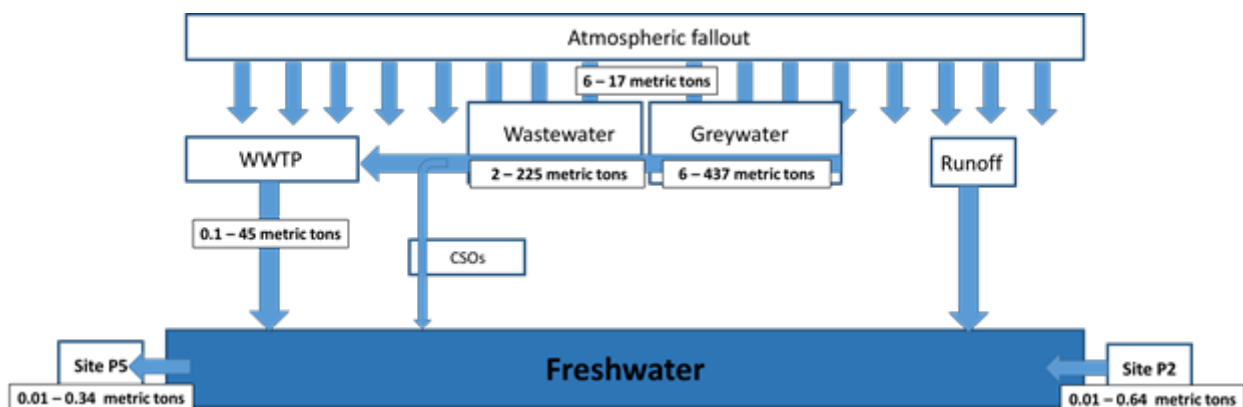 Atmospheric fallout
6 – 17 metric tons
Wastewater
Greywater
WWTP
Runoff
2 – 225 metric tons
6 – 437 metric tons
0.1 – 45 metric tons
CSOs
Freshwater
Site P5
Site P2
0.01 – 0.34 metric tons
0.01 – 0.64 metric tons